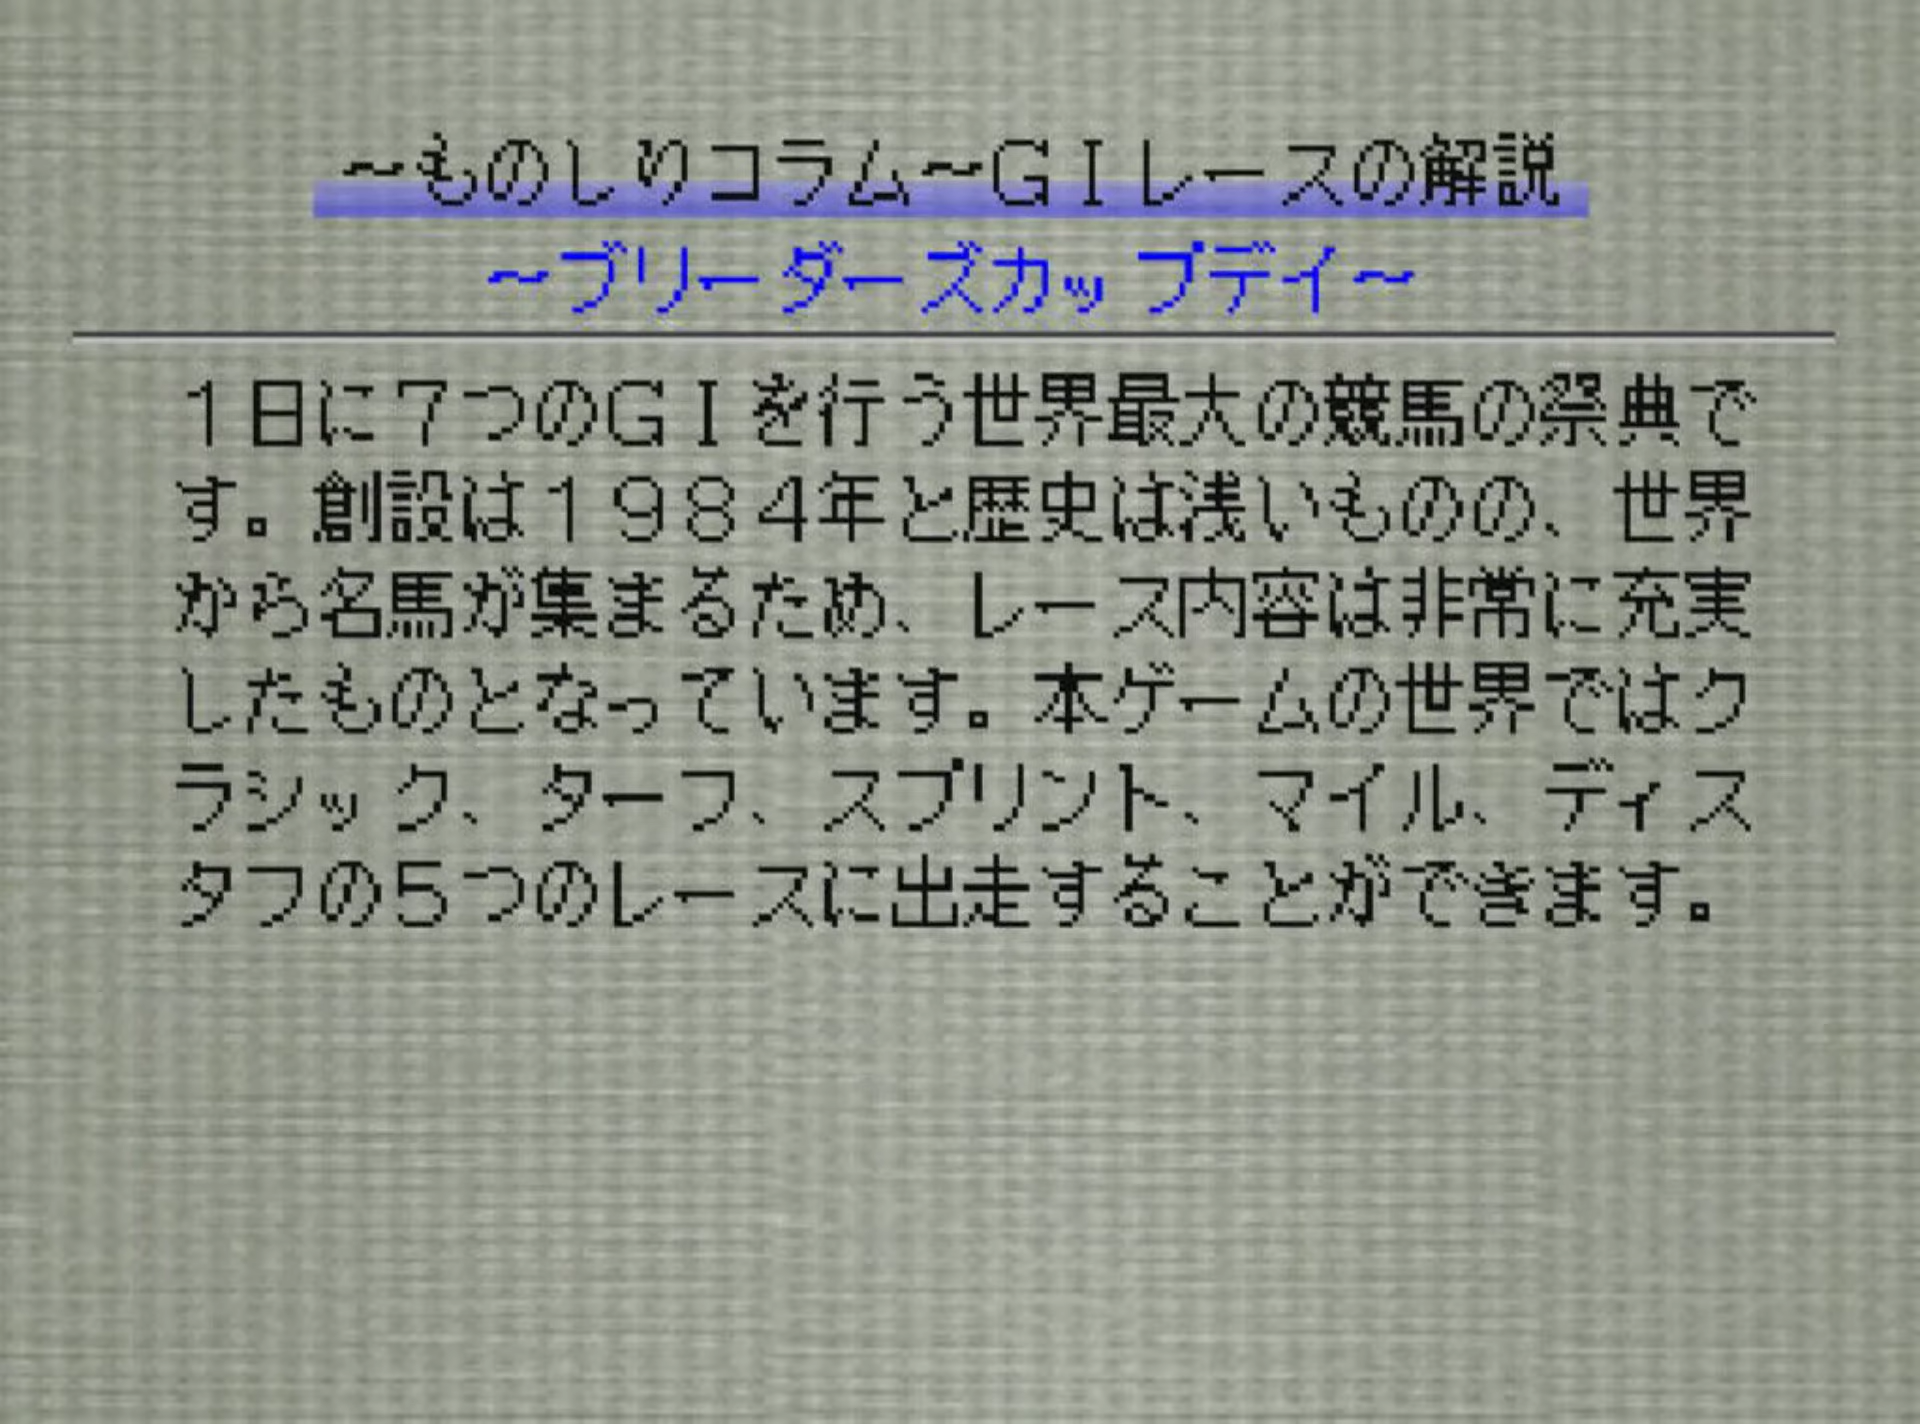 ～ものしりコラム～ＧＩレースの解説
～ブリーダーズカップデイ～
１日に７つのＧＩを行う世界最大の競馬の祭典で
す。創設は１９８４年と歴史は浅いものの、世界
から名馬が集まるため、レース内容は非常に充実
したものとなっています。本ゲームの世界ではク
ラシック、ターフ、スプリント、マイル、ディス
タフの５つのレースに出走することができます。